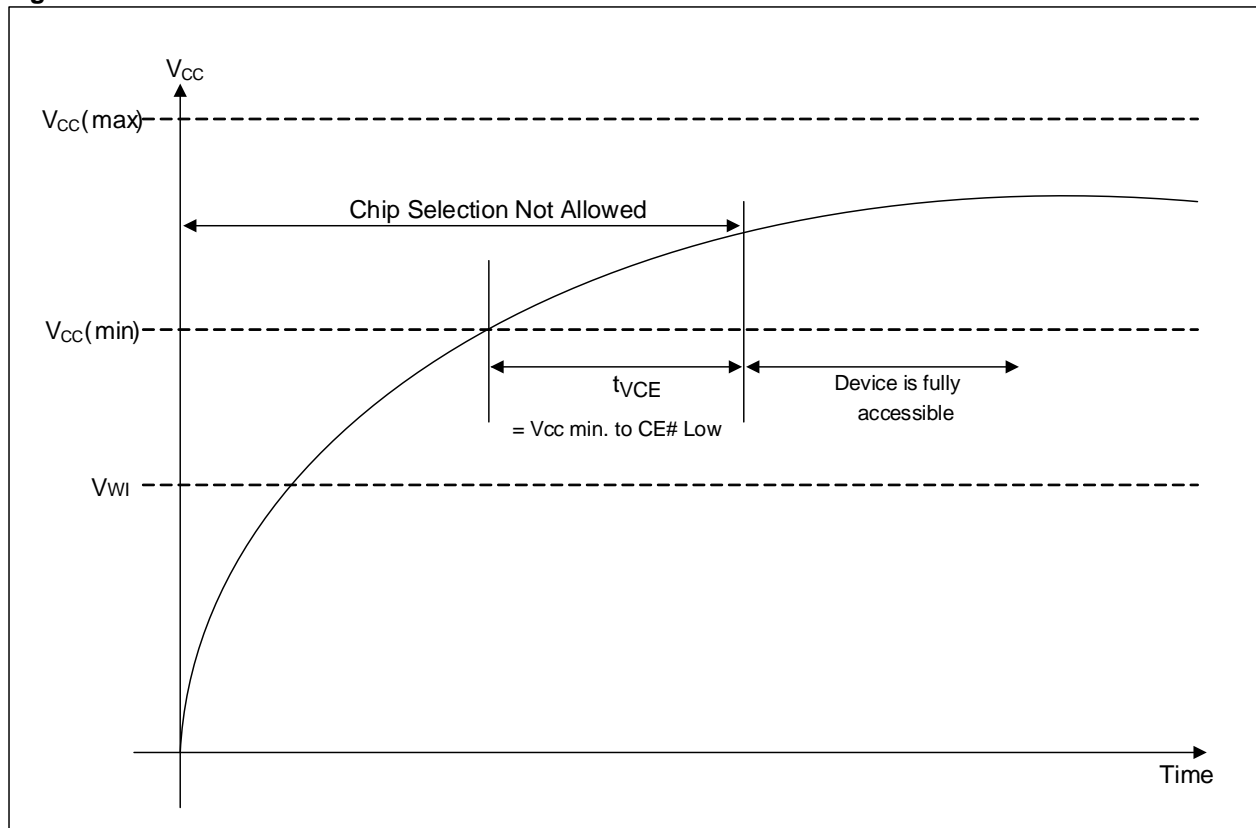 VCC
VCC(max)
Chip Selection Not Allowed
VCC(min)
tVCE
= Vcc min. to CE# Low
Device is fully
accessible
VWI
Time